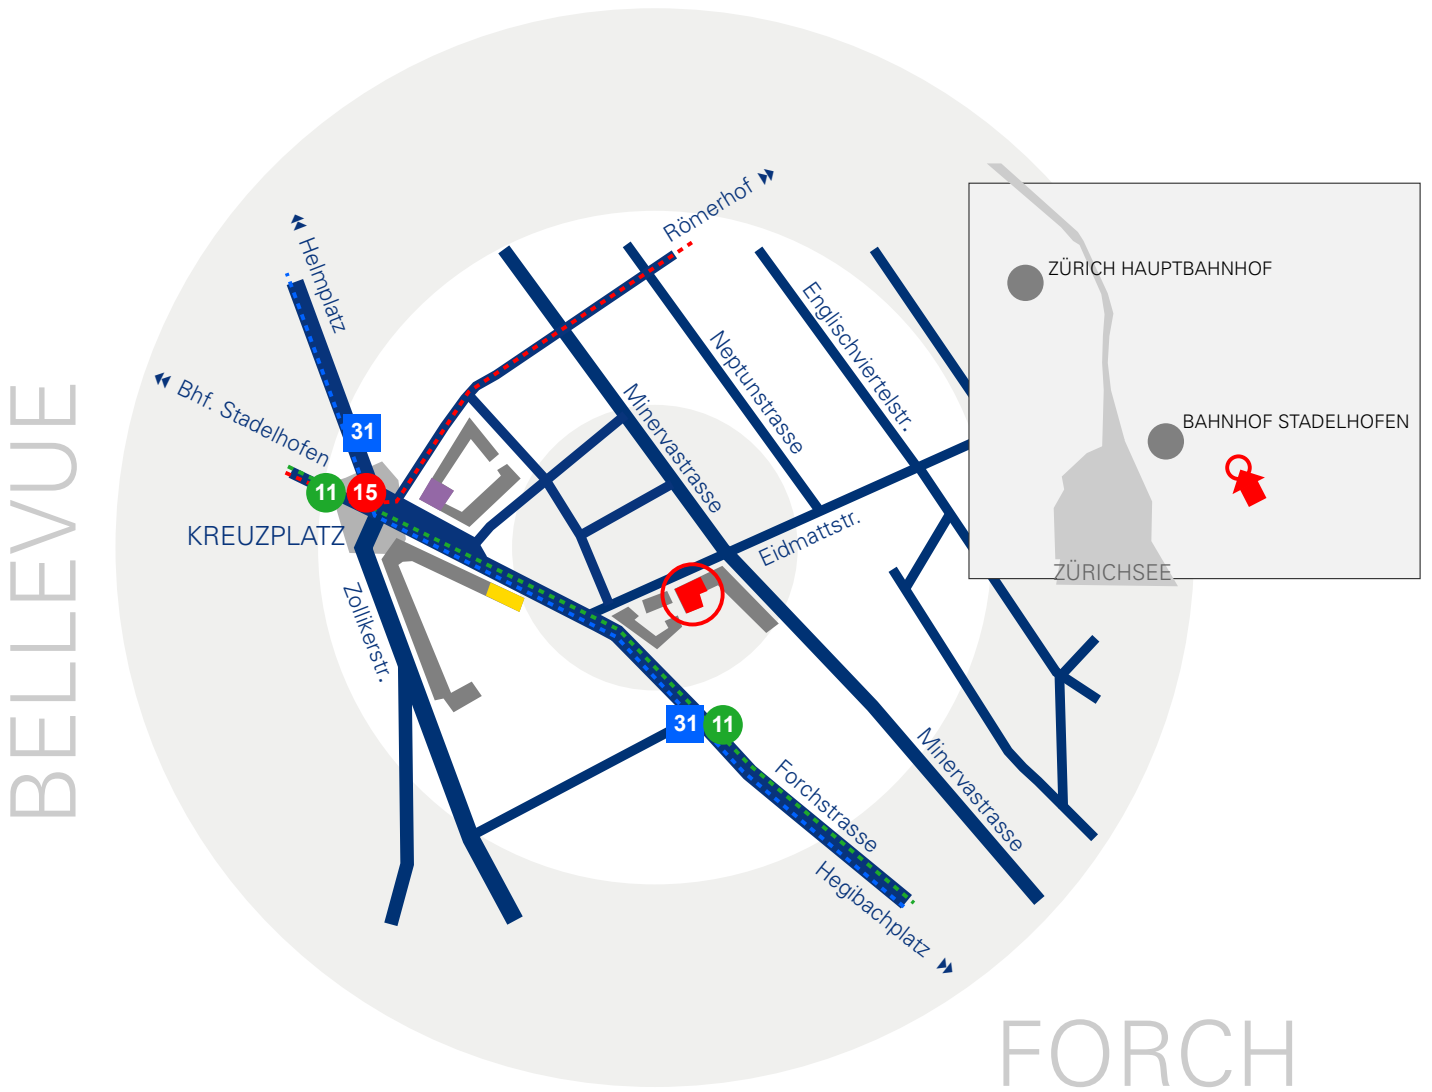 Römerhof
Helmplatz
ZÜRICH HAUPTBAHNHOF
Englischviertelstr.
Neptunstrasse
Minervastrasse
Bhf. Stadelhofen
BELLEVUE
31
BAHNHOF STADELHOFEN
11
15
KREUZPLATZ
Eidmattstr.
ZÜRICHSEE
Zollikerstr.
31
11
Forchstrasse
Minervastrasse
Hegibachplatz
FORCH